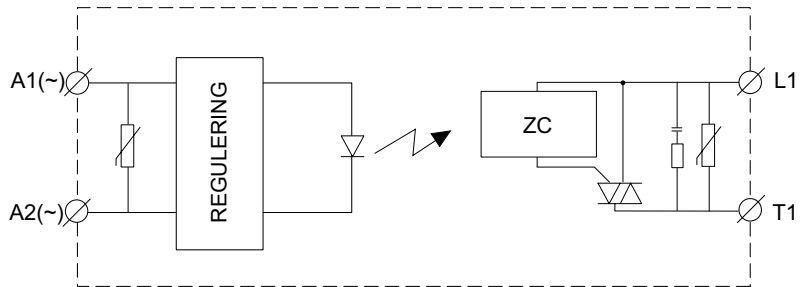 A1(~)
A2(~)
REGULERING
ZC
L1
T1